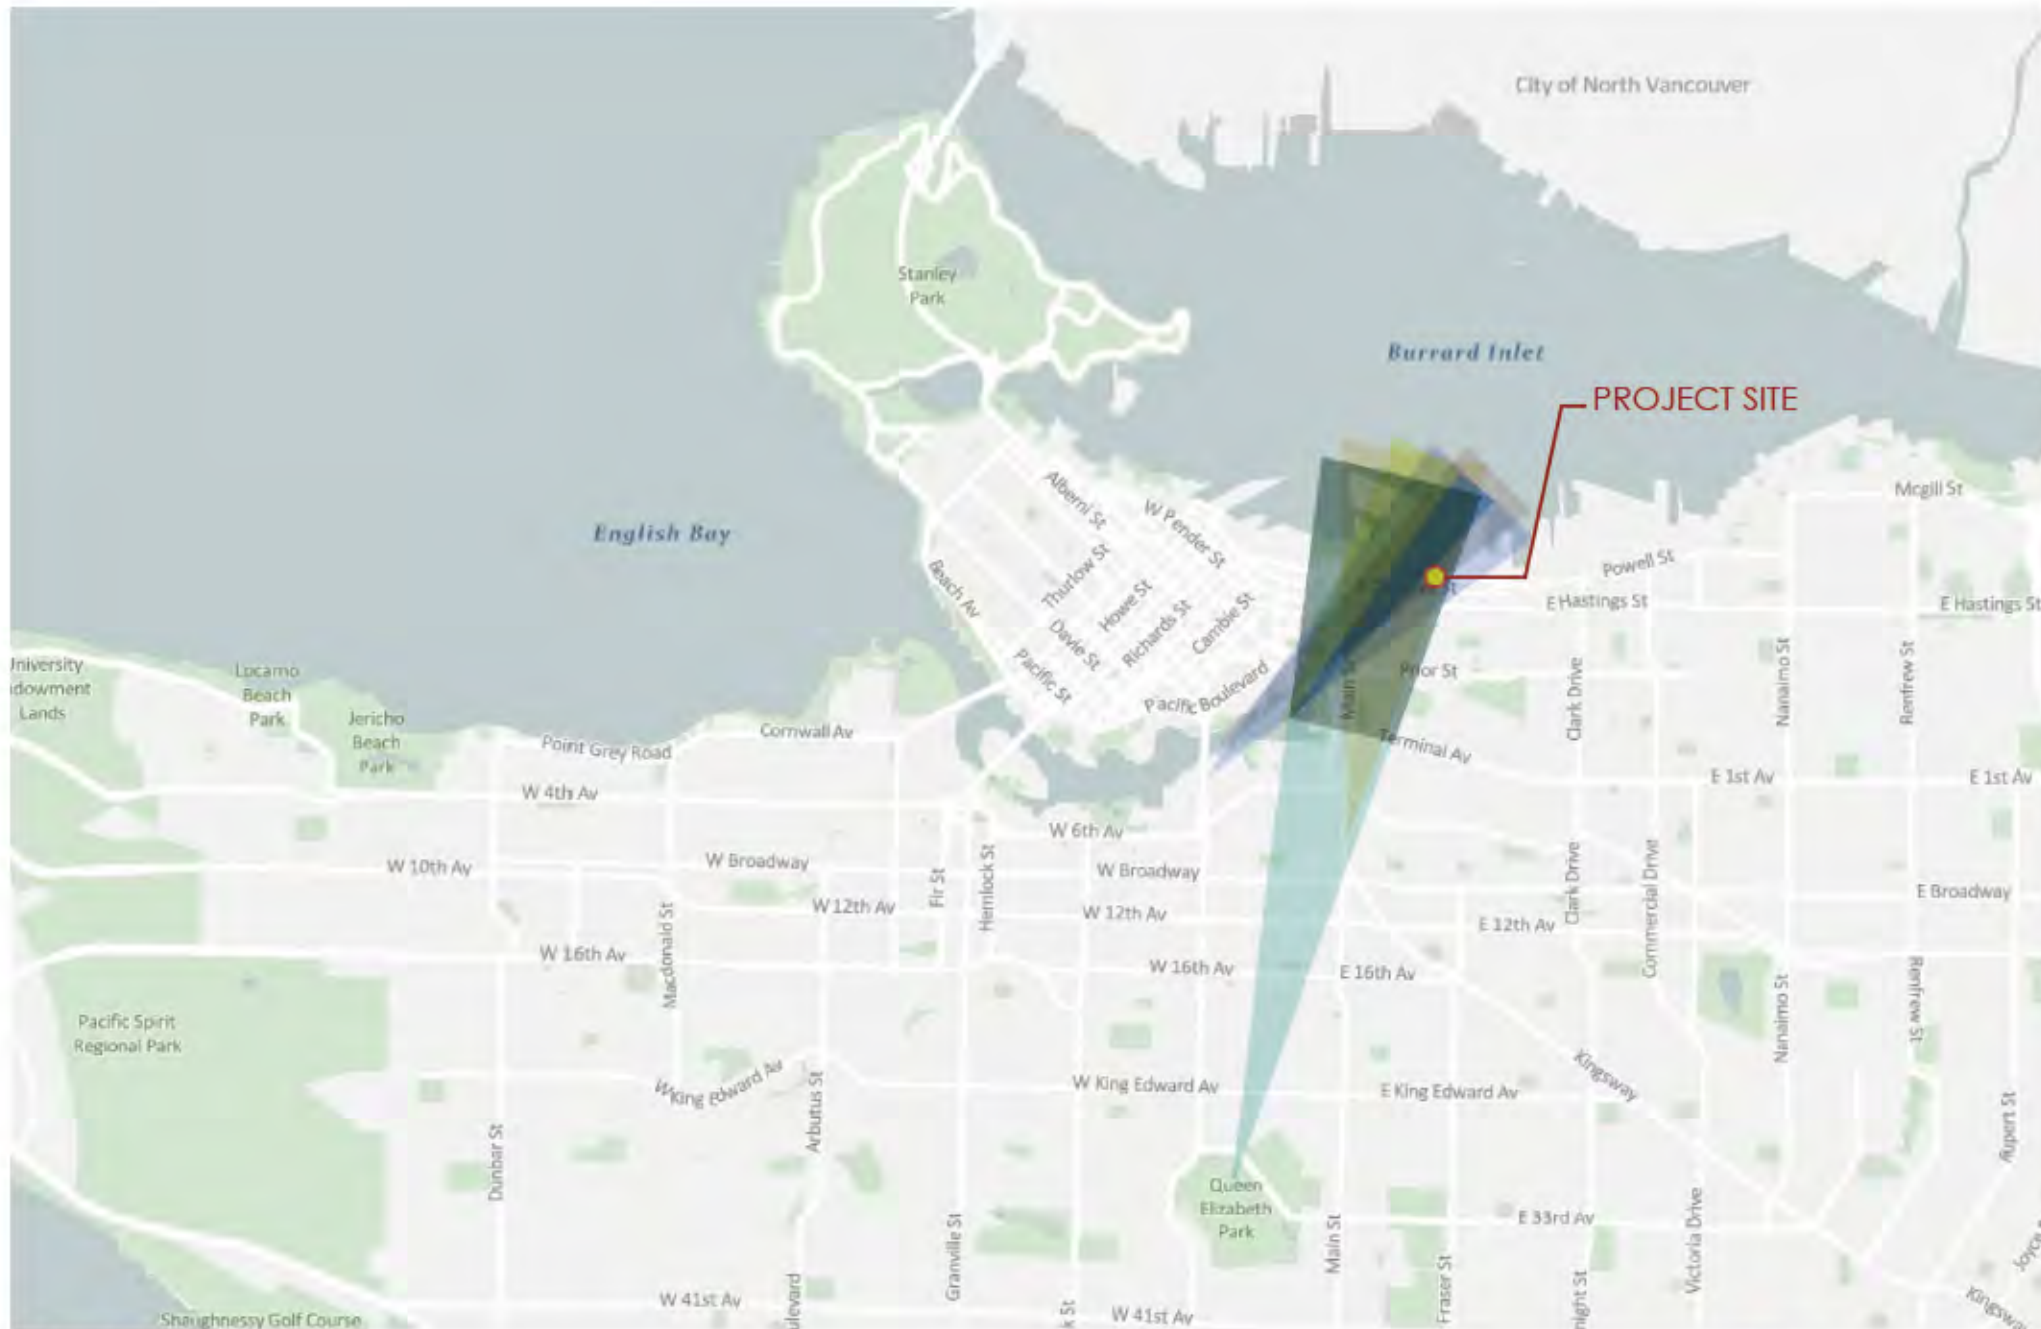 City of North Vancouver
Stanley
Park
Burrard Inlet
PROJECT SITE
English Bay
Alberni St
W Pender St
Mcgill St
Thurlow St
Howe St
Richards St
Cambie St
Beach Av
Davie St
Pacific St
Pacific Boulevard
Powell St
E Hastings St
E Hastings St
Prior St
Main St
Terminal Av
Clark Drive
Nanaimo St
Renfrew St
Locarno
Beach
Park
Jericho
Beach
Park
Lands
Point Grey Road
Cornwall Av
W 4th Av
E 1st Av
E 1st Av
W 6th Av
W 10th Av
W Broadway
W Broadway
E Broadway
Fir St
Hemlock St
Clark Drive
Commercial Drive
W 12th Av
W 12th Av
E 12th Av
Macdonald St
W 16th Av
W 16th Av
E 16th Av
Nanaimo St
Renfrew St
Pacific Spirit
Regional Park
W King Edward Av
W King Edward Av
E King Edward Av
Kingsway
Dunbar St
Arbutus St
Rupert St
Queen
Elizabeth
Park
E 33rd Av
Granville St
Main St
Fraser St
Victoria Drive
W 41st Av
W 41st Av
Shaughnessy Golf Course